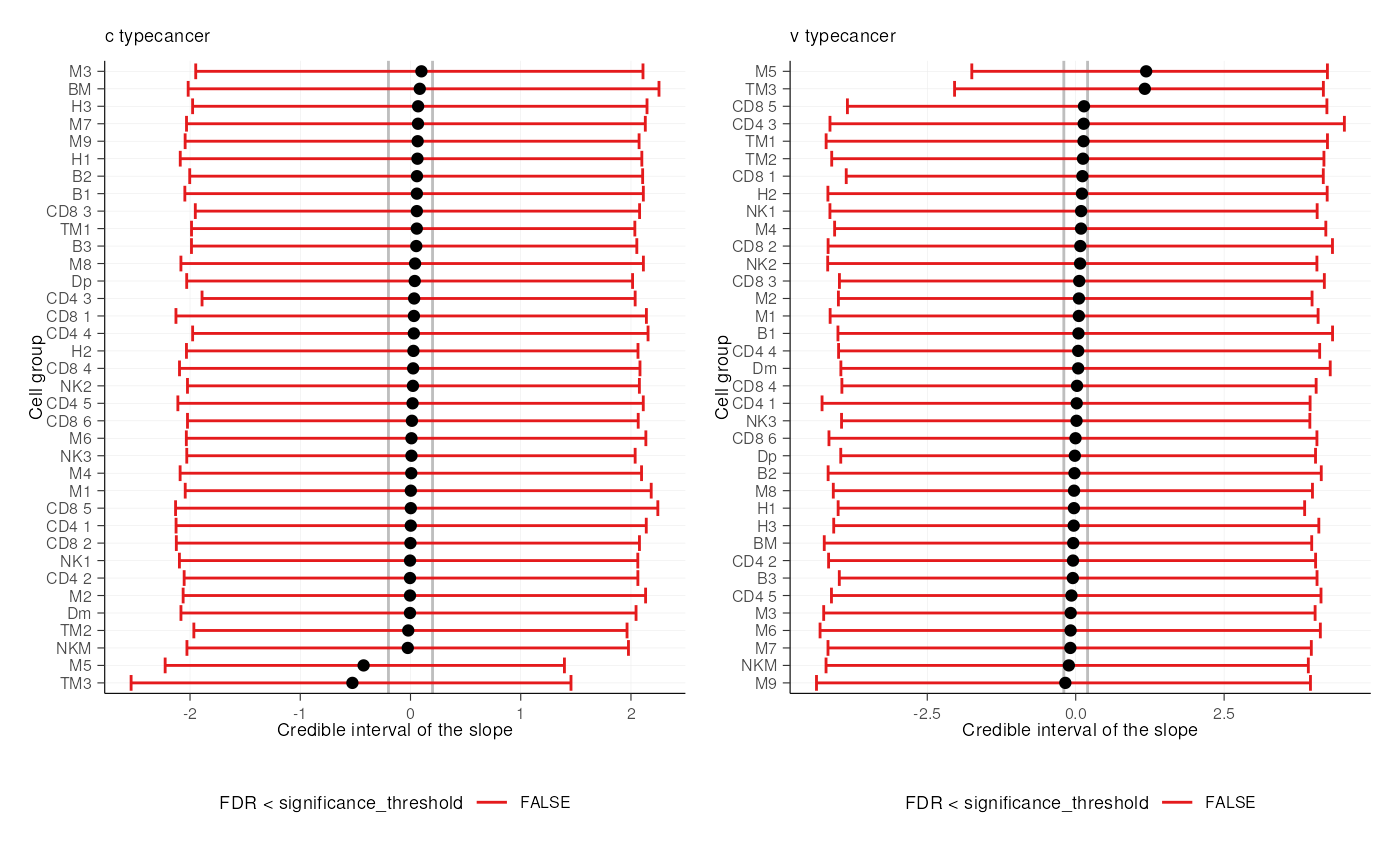 c typecancer
M3
BM
H3
M7
M9
H1
B2
B1
CD8 3
TM1
B3
M8
Dp
CD4 3
CD8 1
CD4 4
H2
CD8 4
NK2
CD4 5
CD8 6
M6
NK3
M4
M1
CD8 5
CD4 1
CD8 2
NK1
CD4 2
M2
Dm
TM2
NKM
M5
TM3
Cell group
-2 -1 0 1 2
Credible interval of the slope
FDR < significance_threshold FALSE
v typecancer
M5
TM3
CD8 5
CD4 3
TM1
TM2
CD8 1
H2
NK1
M4
CD8 2
NK2
CD8 3
M2
M1
B1
CD4 4
Dm
CD8 4
CD4 1
NK3
CD8 6
Dp
B2
M8
H1
H3
BM
CD4 2
B3
CD4 5
M3
M6
M7
NKM
M9
Cell group
-2.5 0.0 2.5
Credible interval of the slope
FDR < significance_threshold FALSE